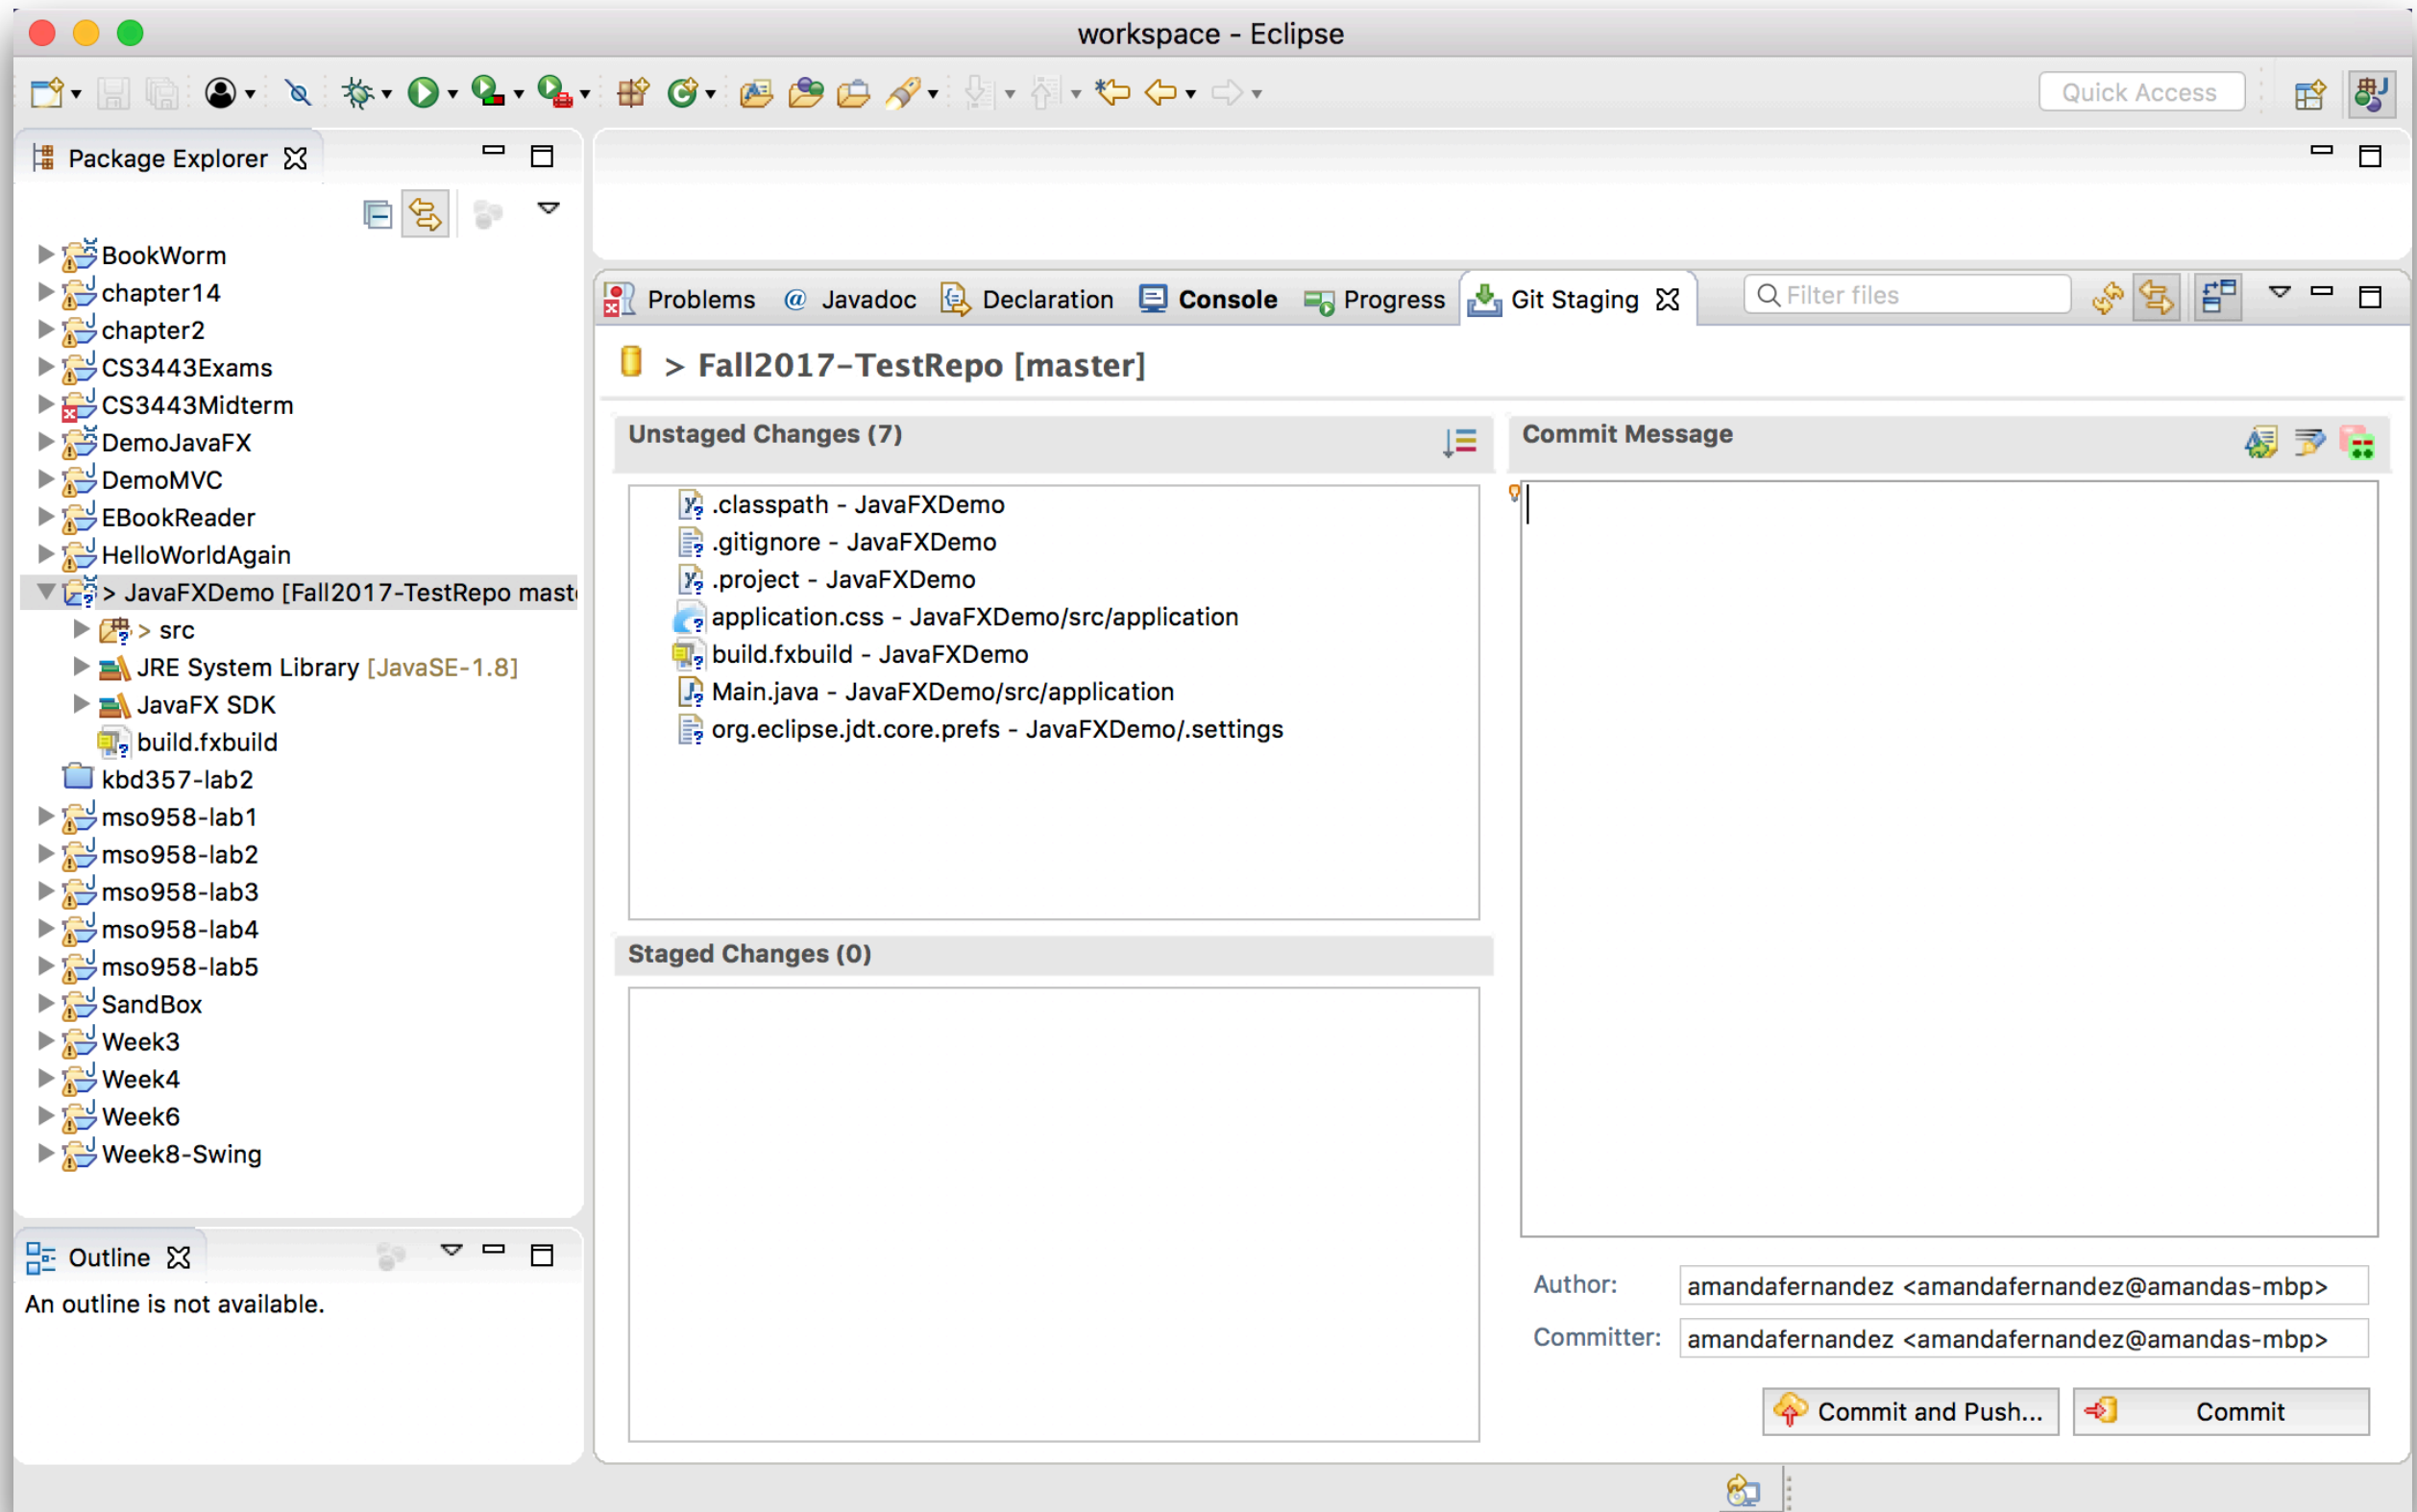 workspace - Eclipse
Quick Access
Package Explorer
BookWorm
chapter14
chapter2
CS3443Exams
CS3443Midterm
DemoJavaFX
DemoMVC
EBookReader
HelloWorldAgain
> JavaFXDemo [Fall2017-TestRepo mast
> src
JRE System Library [JavaSE-1.8]
JavaFX SDK
build.fxbuild
kbd357-lab2
mso958-lab1
mso958-lab2
mso958-lab3
mso958-lab4
mso958-lab5
SandBox
Week3
Week4
Week6
Week8-Swing
Outline
An outline is not available.
Problems @ Javadoc Declaration Console Progress Git Staging Filter files
> Fall2017-TestRepo [master]
Unstaged Changes (7)
.classpath - JavaFXDemo
.gitignore - JavaFXDemo
.project - JavaFXDemo
application.css - JavaFXDemo/src/application
build.fxbuild - JavaFXDemo
Main.java - JavaFXDemo/src/application
org.eclipse.jdt.core.prefs - JavaFXDemo/.settings
Staged Changes (0)
Commit Message
Author: amandafernandez <amandafernandez@amandas-mbp>
Committer: amandafernandez <amandafernandez@amandas-mbp>
Commit and Push... Commit